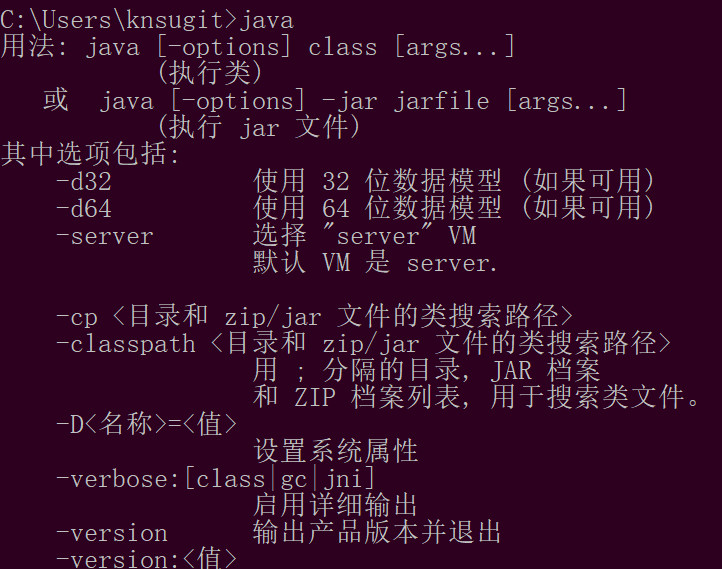 C:\Users\knsugit>java
用法: java [-options] class [args...]
(执行类)
或  java [-options] -jar jarfile [args...]
(执行 jar 文件)
其中选项包括:
-d32 使用 32 位数据模型 (如果可用)
-d64 使用 64 位数据模型 (如果可用)
-server 选择 "server" VM
默认 VM 是 server.
-cp <目录和 zip/jar 文件的类搜索路径>
-classpath <目录和 zip/jar 文件的类搜索路径>
用 ; 分隔的目录, JAR 档案
和 ZIP 档案列表, 用于搜索类文件。
-D<名称>=<值>
设置系统属性
-verbose:[class|gc|jni]
启用详细输出
-version 输出产品版本并退出
-version:<值>